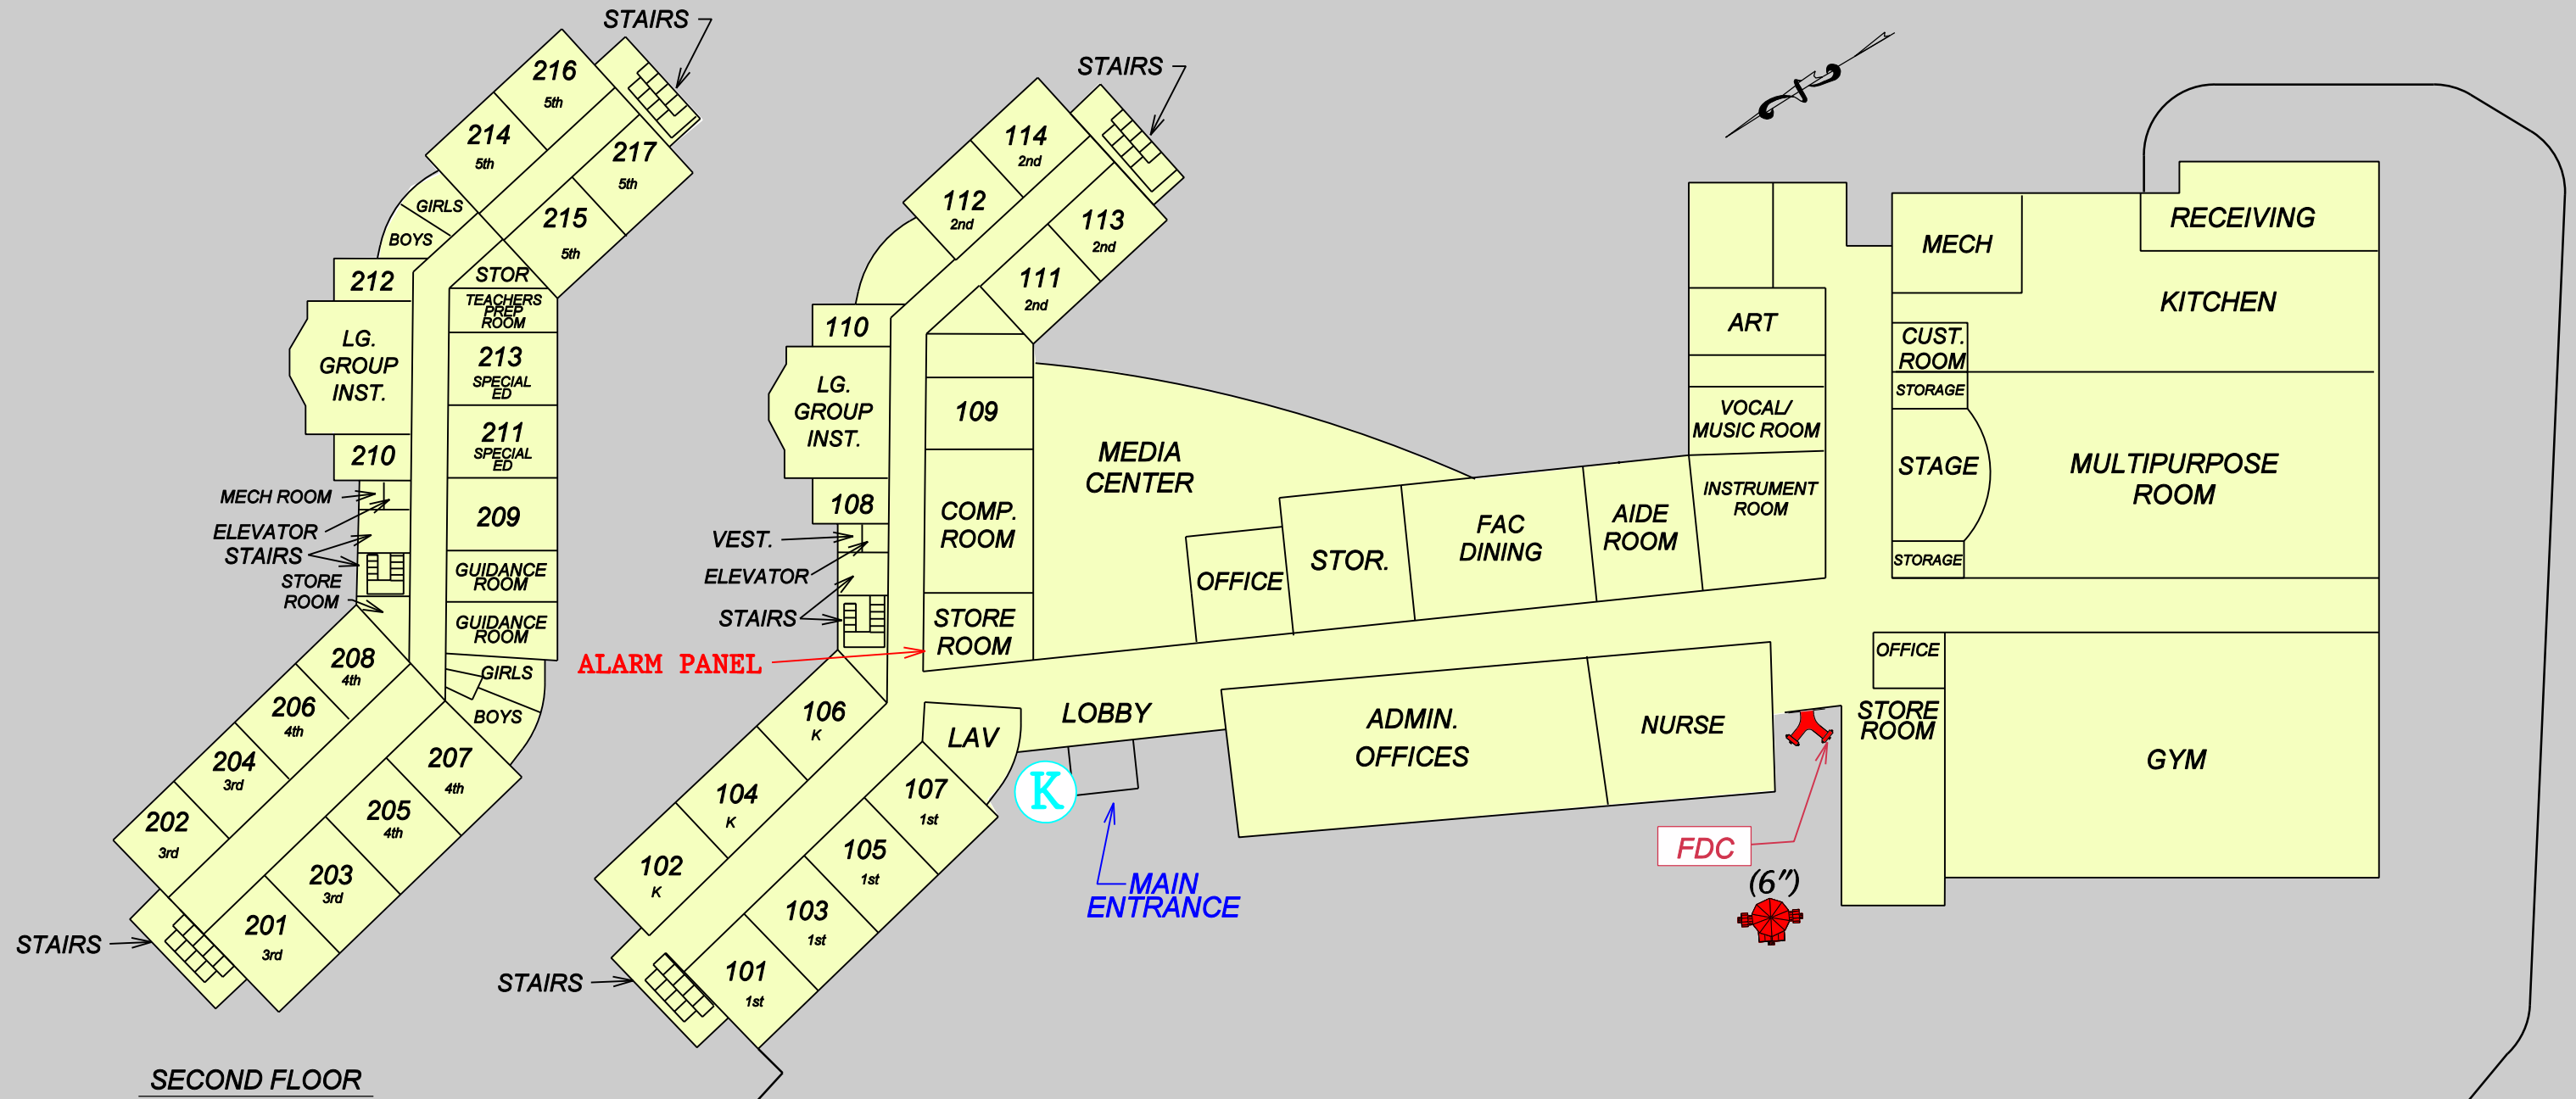 STAIRS
216
5th
214
5th
217
5th
215
5th
GIRLS
BOYS
212
STOR
TEACHERS
PREP
ROOM
LG.
GROUP
INST.
213
SPECIAL
ED
211
SPECIAL
ED
210
MECH ROOM
ELEVATOR
STAIRS
209
STORE
ROOM
GUIDANCE
ROOM
GUIDANCE
ROOM
GIRLS
BOYS
208
4th
206
4th
204
3rd
202
3rd
207
4th
205
4th
203
3rd
201
3rd
STAIRS
SECOND FLOOR
STAIRS
114
2nd
112
2nd
113
2nd
111
2nd
110
LG.
GROUP
INST.
109
108
VEST.
ELEVATOR
STAIRS
COMP.
ROOM
STORE
ROOM
ALARM PANEL
MEDIA
CENTER
106
K
104
K
102
K
LAV
107
1st
105
1st
103
1st
101
1st
STAIRS
LOBBY
K
MAIN
ENTRANCE
OFFICE
STOR.
FAC
DINING
AIDE
ROOM
INSTRUMENT
ROOM
VOCAL/
MUSIC ROOM
ART
ADMIN.
OFFICES
NURSE
FDC
(6")
MECH
RECEIVING
KITCHEN
CUST.
ROOM
STORAGE
STAGE
MULTIPURPOSE
ROOM
STORAGE
OFFICE
STORE
ROOM
GYM